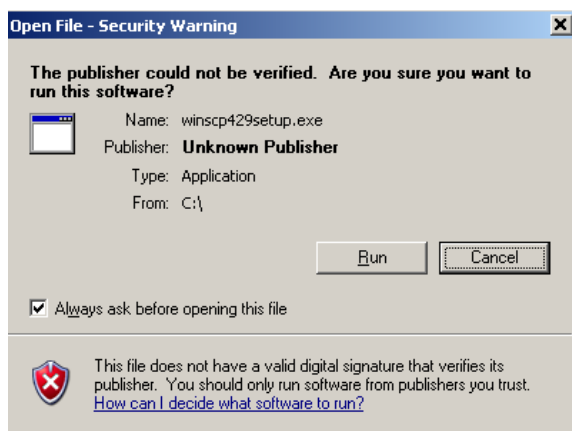 Open File - Security Warning
The publisher could not be verified. Are you sure you want to
run this software?
Name: winscp429setup.exe
Publisher: Unknown Publisher
Type: Application
From: C:\
Run
Cancel
Always ask before opening this file
This file does not have a valid digital signature that verifies its
publisher. You should only run software from publishers you trust.
How can I decide what software to run?